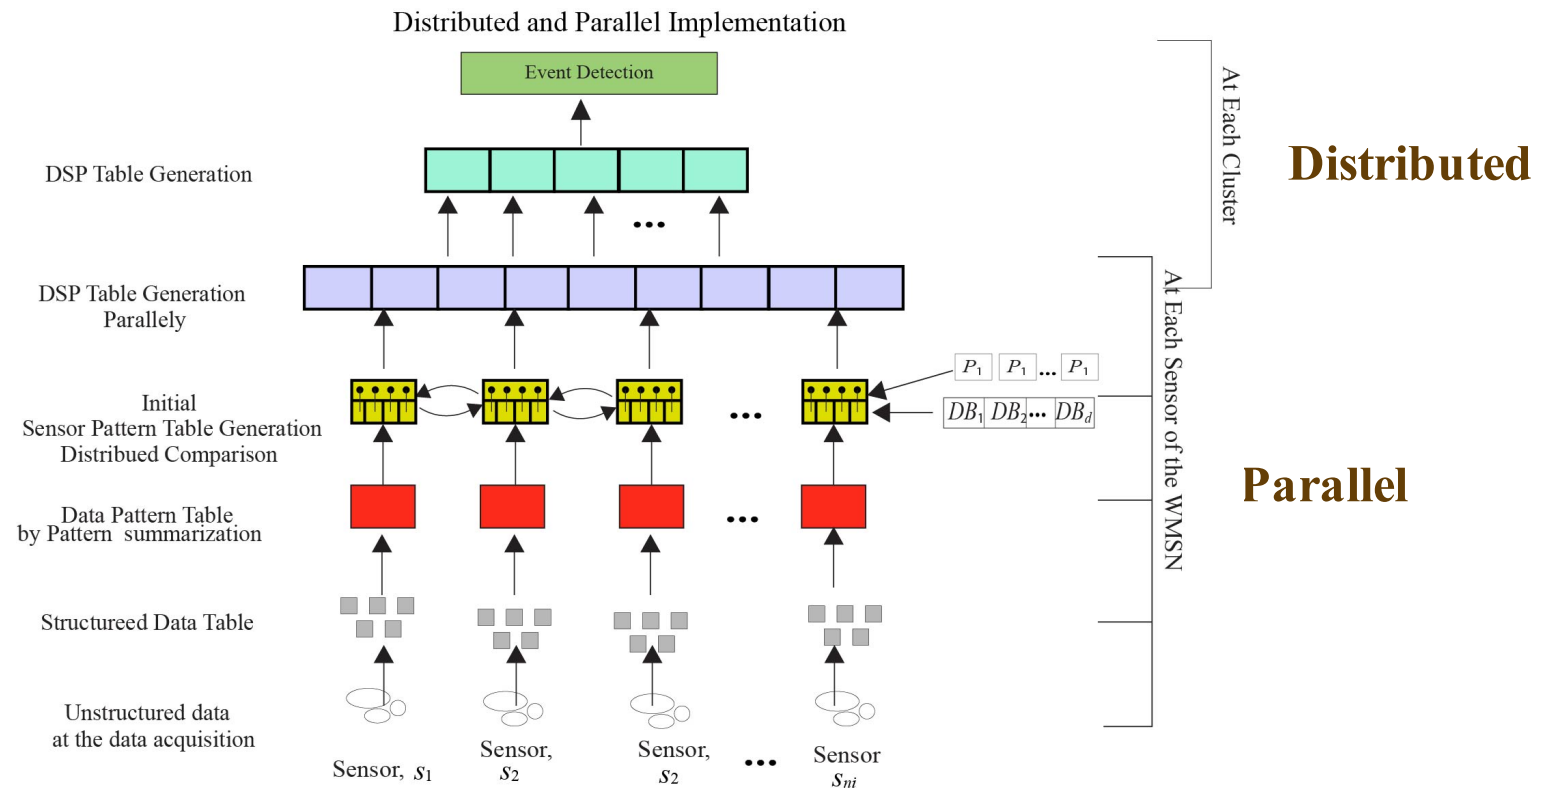 Distributed and Parallel Implementation
Event Detection
At Each Cluster
Distributed
DSP Table Generation
...
DSP Table Generation
Parallely
At Each Sensor of the WMSN
Parallel
P1 P1 ... P1
DB1 DB2 ... DBd
Initial
Sensor Pattern Table Generation
Distribued Comparison
...
Data Pattern Table
by Pattern summarization
...
Structureed Data Table
Unstructured data
at the data acquisition
Sensor, s1
Sensor,
s2
Sensor,
s2
...
Sensor
sni